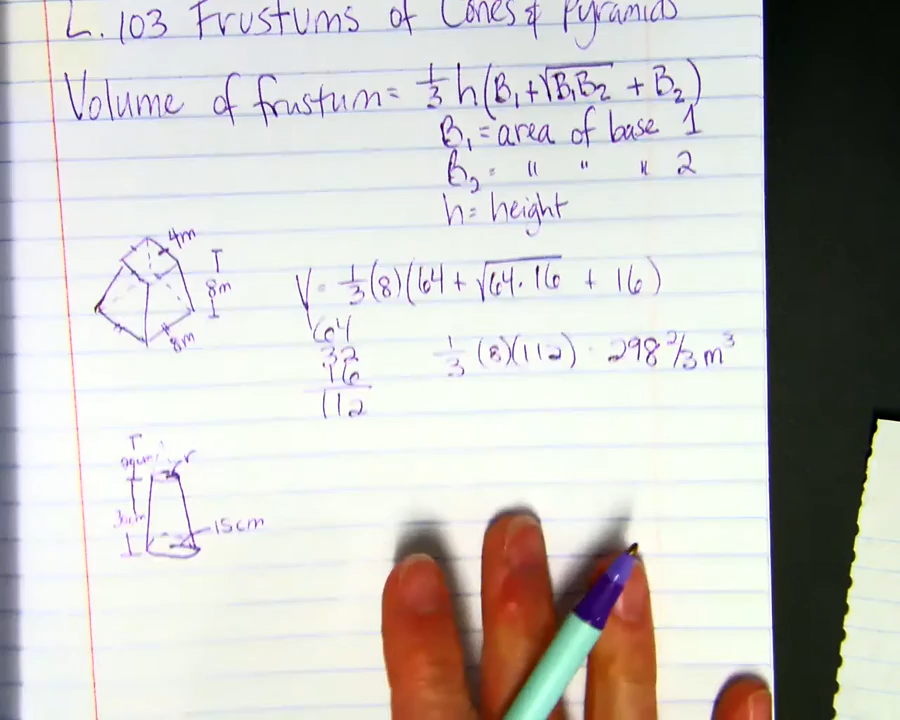 L. 103 Frustums of Cones & Pyramids
Volume of frustum = 1/3 h(B₁ + √B₁B₂ + B₂)
B₁ = area of base 1
B₂ = " " " 2
h = height
4m
8m
8m
V = 1/3 (8)(64 + √64·16 + 16)
64
32
16
112
1/3 (8)(112) = 298 2/3 m³
r
15cm